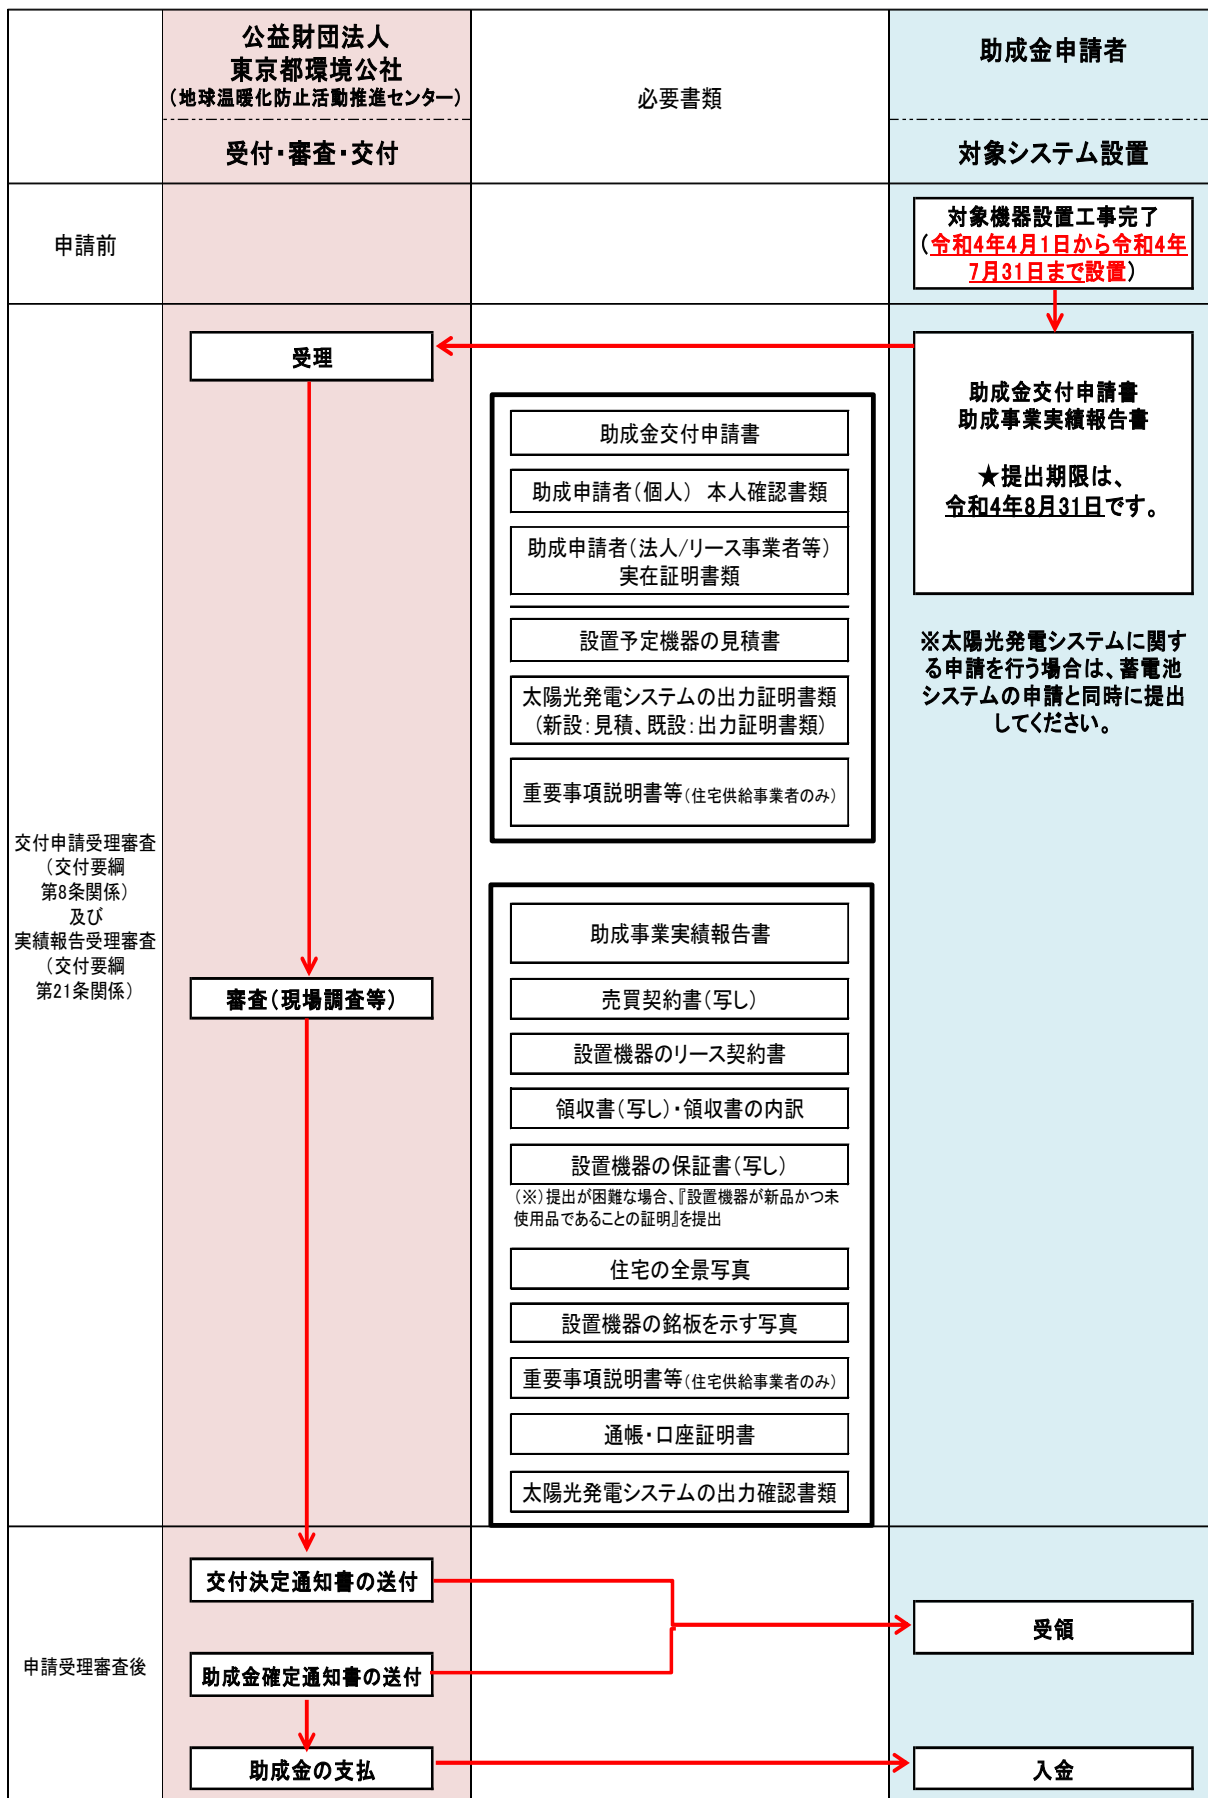 公益財団法人
東京都環境公社
（地球温暖化防止活動推進センター）
受付・審査・交付
必要書類
助成金申請者
対象システム設置
申請前
対象機器設置工事完了
（令和4年4月1日から令和4年
7月31日まで設置）
交付申請受理審査
（交付要綱
第8条関係）
及び
実績報告受理審査
（交付要綱
第21条関係）
受理
審査（現場調査等）
助成金交付申請書
助成申請者（個人）　本人確認書類
助成申請者（法人/リース事業者等）
実在証明書類
設置予定機器の見積書
太陽光発電システムの出力証明書類
（新設：見積、既設：出力証明書類）
重要事項説明書等（住宅供給事業者のみ）
助成事業実績報告書
売買契約書（写し）
設置機器のリース契約書
領収書（写し）・領収書の内訳
設置機器の保証書（写し）
（※）提出が困難な場合、『設置機器が新品かつ未
使用品であることの証明』を提出
住宅の全景写真
設置機器の銘板を示す写真
重要事項説明書等（住宅供給事業者のみ）
通帳・口座証明書
太陽光発電システムの出力確認書類
助成金交付申請書
助成事業実績報告書
★提出期限は、
令和4年8月31日です。
※太陽光発電システムに関す
る申請を行う場合は、蓄電池
システムの申請と同時に提出
してください。
申請受理審査後
交付決定通知書の送付
助成金確定通知書の送付
助成金の支払
受領
入金